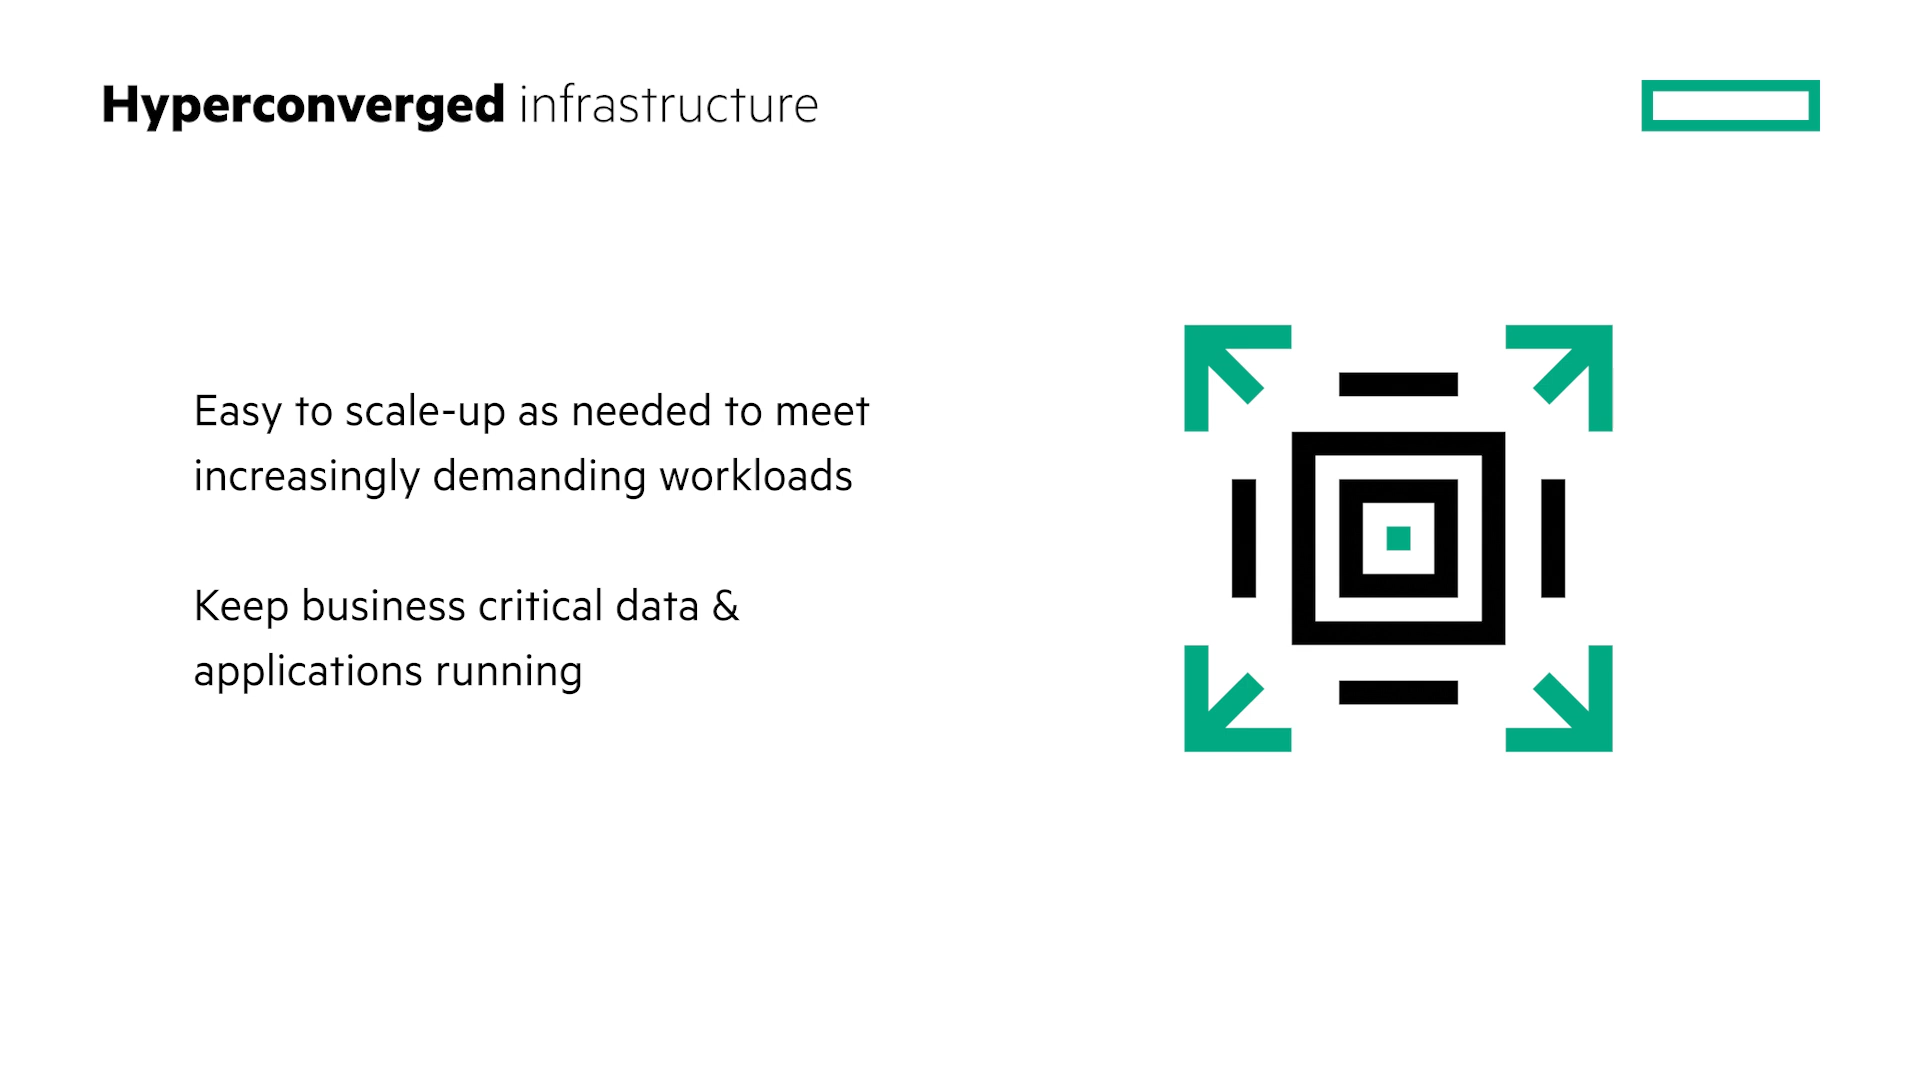 Hyperconverged infrastructure
Easy to scale-up as needed to meet
increasingly demanding workloads
Keep business critical data &
applications running